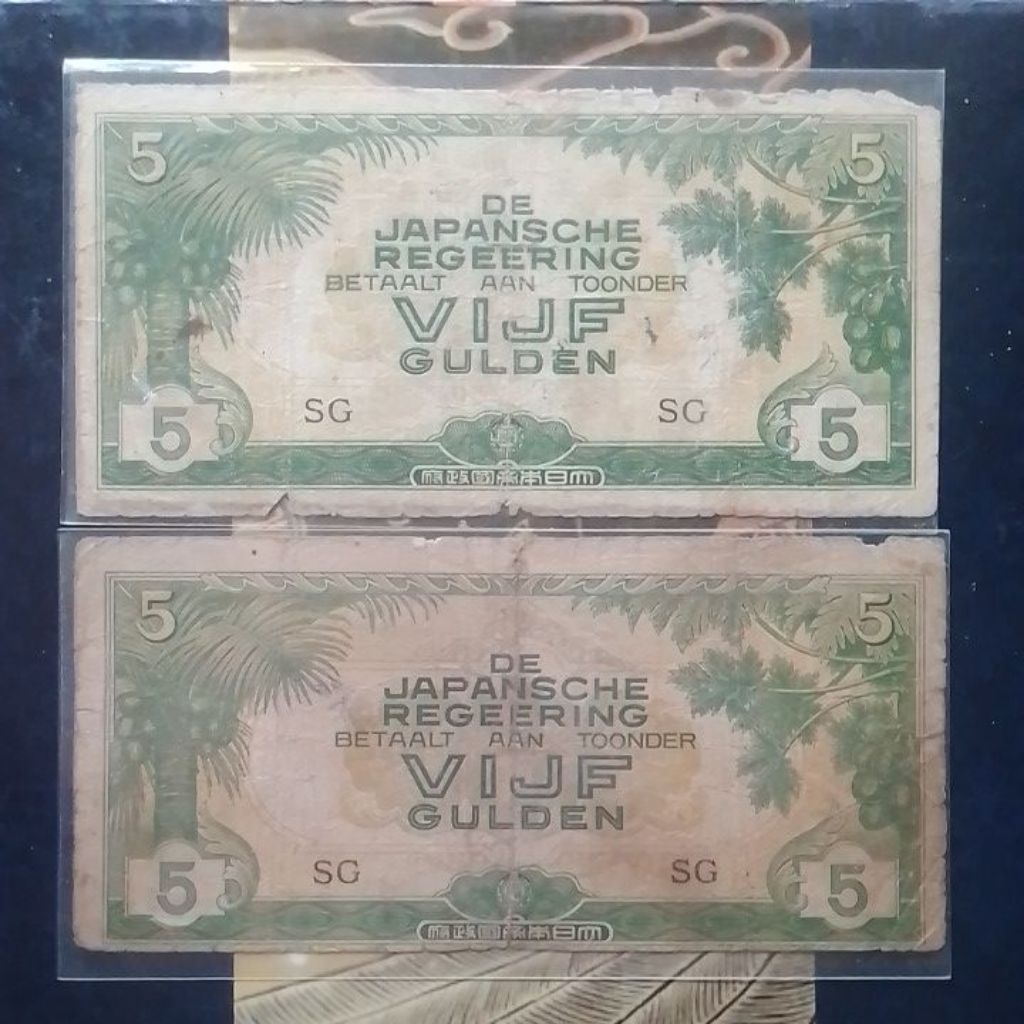 5 5
DE
JAPANSCHE
REGEERING
BETAALT AAN TOONDER
VIJF
GULDEN
SG SG
5 5
府政國帝本日大
5 5
DE
JAPANSCHE
REGEERING
BETAALT AAN TOONDER
VIJF
GULDEN
SG SG
5 5
府政國帝本日大